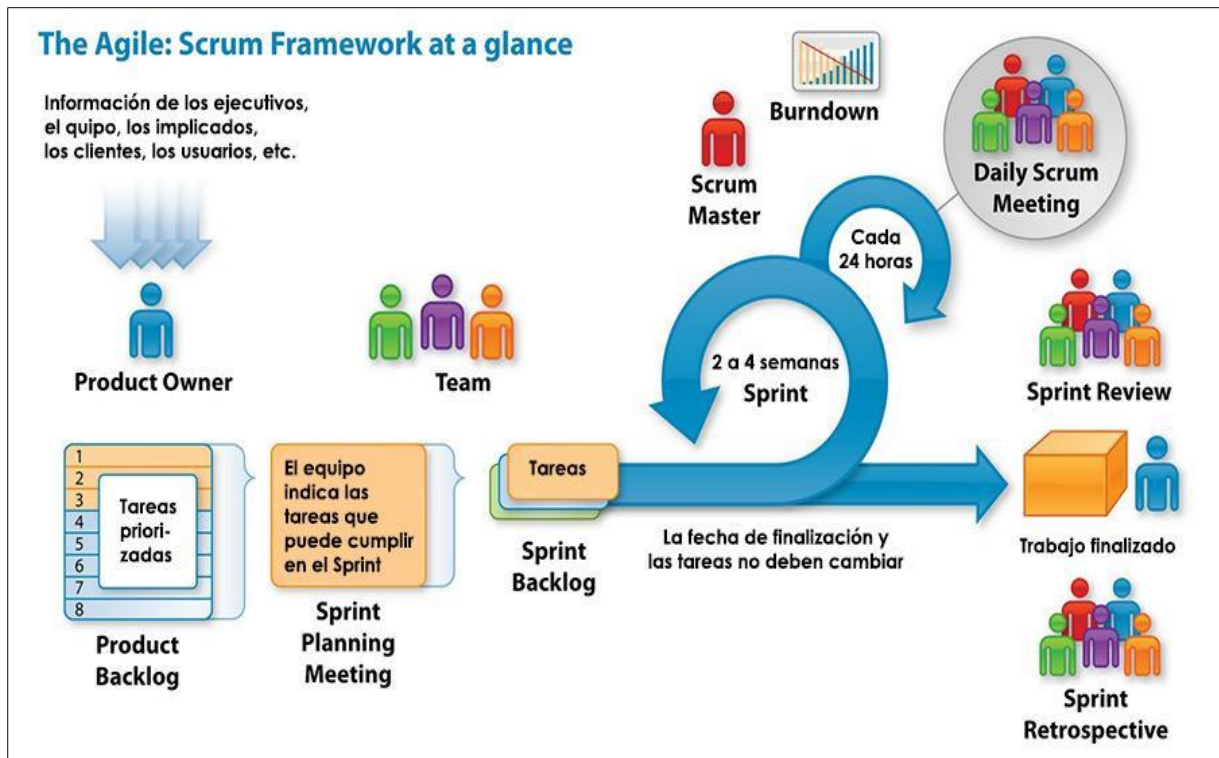 The Agile: Scrum Framework at a glance
Información de los ejecutivos,
el quipo, los implicados,
los clientes, los usuarios, etc.
Product Owner
Team
Scrum
Master
Burndown
Daily Scrum
Meeting
Cada
24 horas
2 a 4 semanas
Sprint
Sprint Review
1
2
3
4
5
6
7
8
Tareas
priori-
zadas
Product
Backlog
El equipo
indica las
tareas que
puede cumplir
en el Sprint
Sprint
Planning
Meeting
Tareas
Sprint
Backlog
La fecha de finalización y
las tareas no deben cambiar
Trabajo finalizado
Sprint
Retrospective